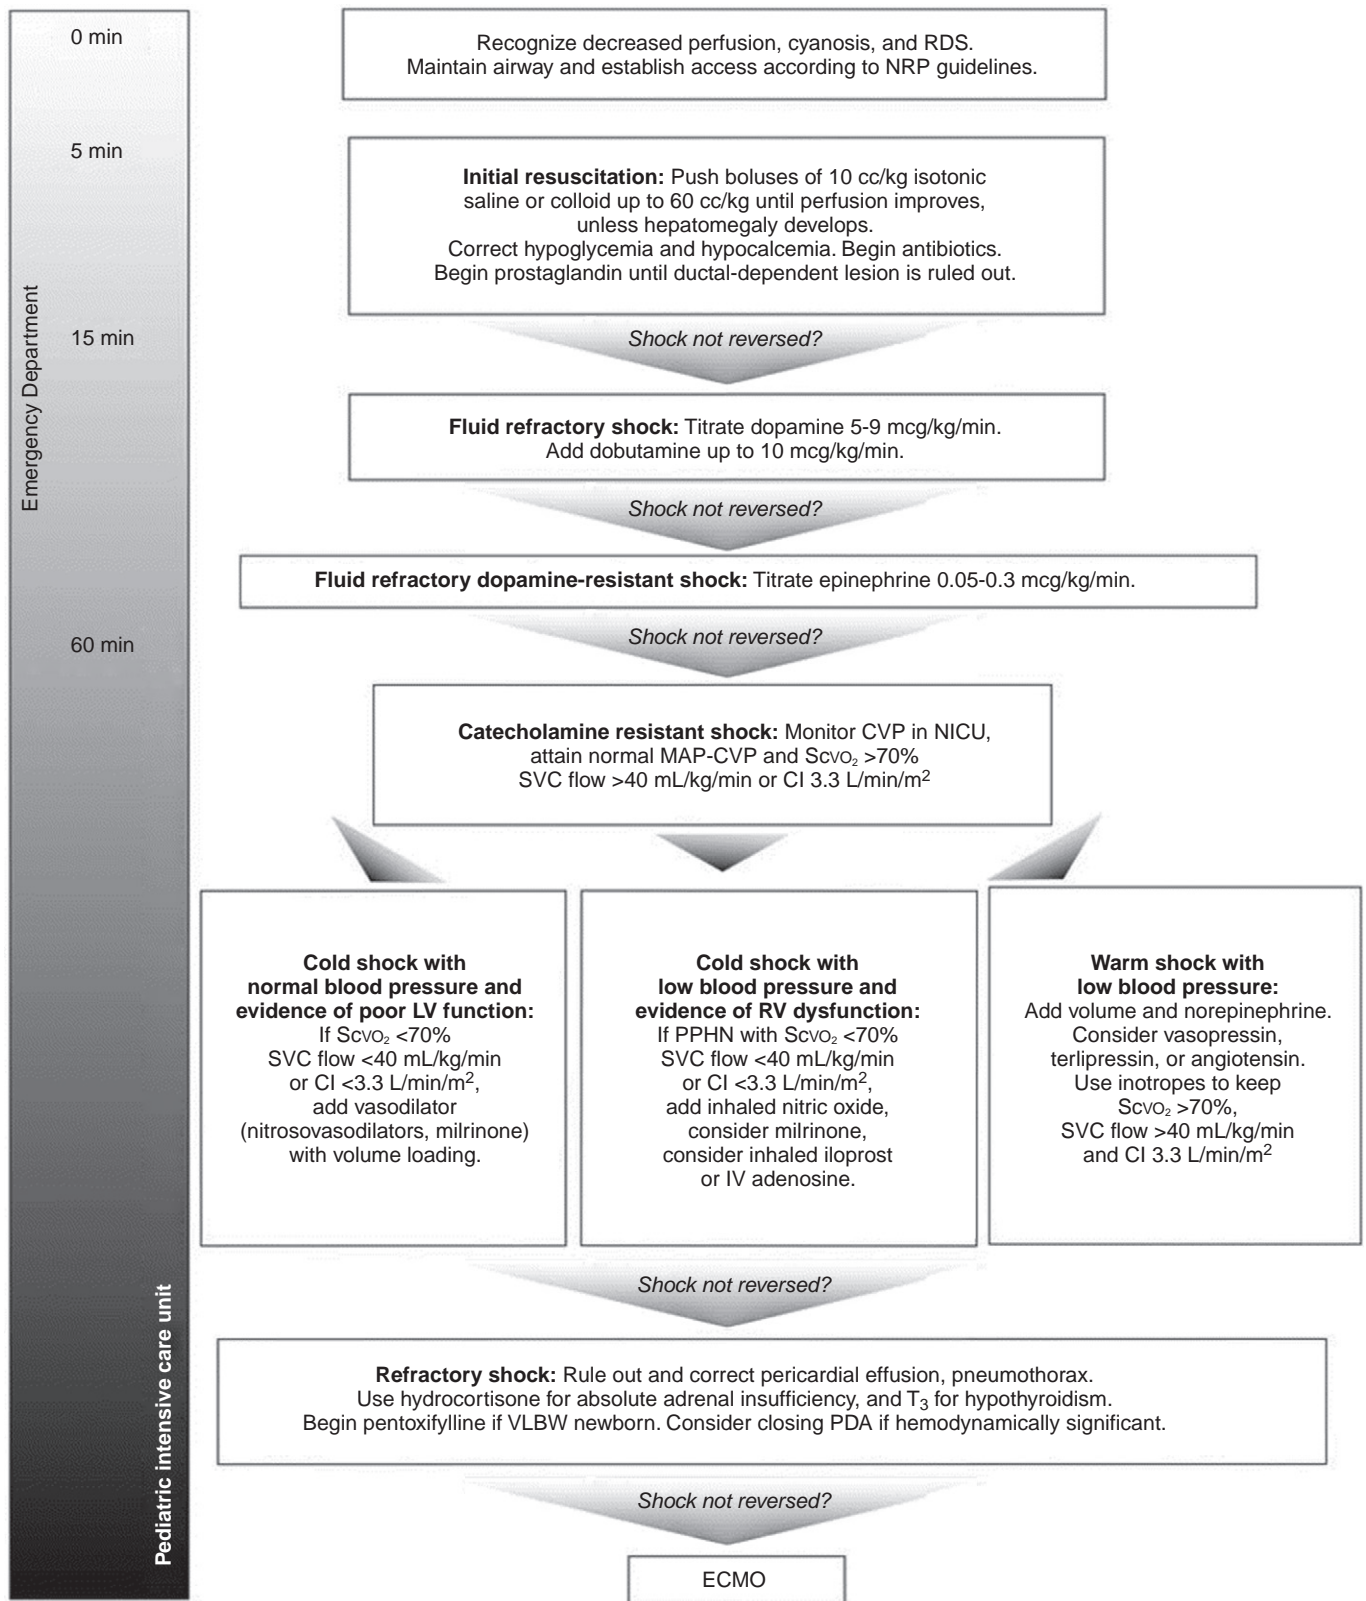 0 min
Recognize decreased perfusion, cyanosis, and RDS.
Maintain airway and establish access according to NRP guidelines.
5 min
Initial resuscitation: Push boluses of 10 cc/kg isotonic
saline or colloid up to 60 cc/kg until perfusion improves,
unless hepatomegaly develops.
Correct hypoglycemia and hypocalcemia. Begin antibiotics.
Begin prostaglandin until ductal-dependent lesion is ruled out.
Emergency Department
15 min
Shock not reversed?
Fluid refractory shock: Titrate dopamine 5-9 mcg/kg/min.
Add dobutamine up to 10 mcg/kg/min.
Shock not reversed?
Fluid refractory dopamine-resistant shock: Titrate epinephrine 0.05-0.3 mcg/kg/min.
60 min
Shock not reversed?
Catecholamine resistant shock: Monitor CVP in NICU,
attain normal MAP-CVP and ScvO₂ >70%
SVC flow >40 mL/kg/min or CI 3.3 L/min/m²
Cold shock with
normal blood pressure and
evidence of poor LV function:
If ScvO₂ <70%
SVC flow <40 mL/kg/min
or CI <3.3 L/min/m²,
add vasodilator
(nitrosovasodilators, milrinone)
with volume loading.
Cold shock with
low blood pressure and
evidence of RV dysfunction:
If PPHN with ScvO₂ <70%
SVC flow <40 mL/kg/min
or CI <3.3 L/min/m²,
add inhaled nitric oxide,
consider milrinone,
consider inhaled iloprost
or IV adenosine.
Warm shock with
low blood pressure:
Add volume and norepinephrine.
Consider vasopressin,
terlipressin, or angiotensin.
Use inotropes to keep
ScvO₂ >70%,
SVC flow >40 mL/kg/min
and CI 3.3 L/min/m²
Pediatric intensive care unit
Shock not reversed?
Refractory shock: Rule out and correct pericardial effusion, pneumothorax.
Use hydrocortisone for absolute adrenal insufficiency, and T₃ for hypothyroidism.
Begin pentoxifylline if VLBW newborn. Consider closing PDA if hemodynamically significant.
Shock not reversed?
ECMO